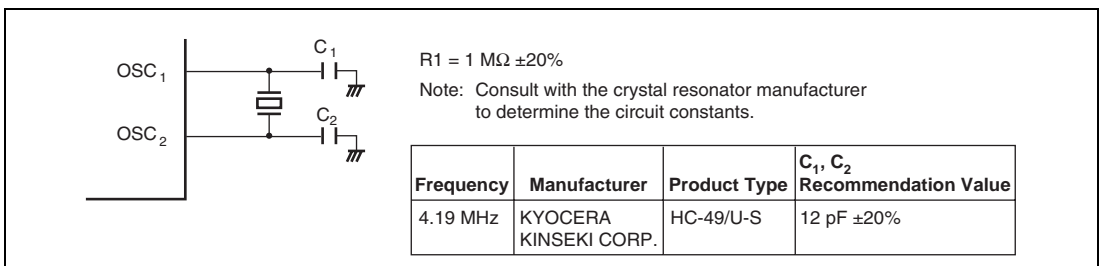 OSC₁
OSC₂
C₁
C₂
R1 = 1 MΩ ±20%
Note: Consult with the crystal resonator manufacturer
to determine the circuit constants.
Frequency Manufacturer Product Type C₁, C₂ Recommendation Value
4.19 MHz KYOCERA KINSEKI CORP. HC-49/U-S 12 pF ±20%